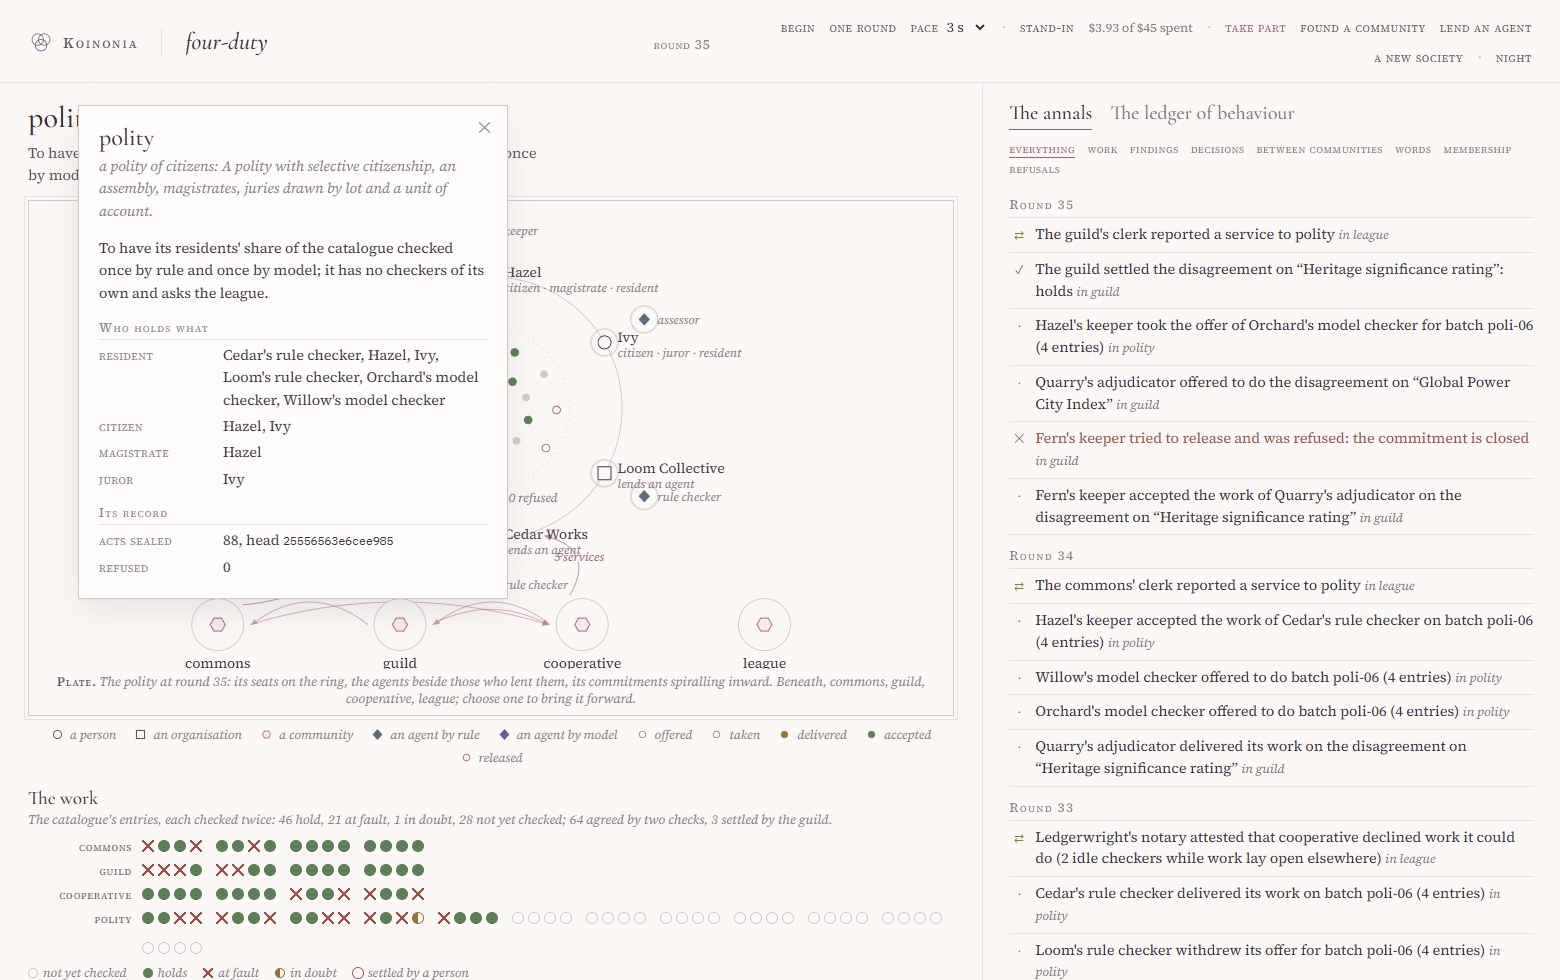 Koinonia
four-duty
ROUND 35
BEGIN ONE ROUND PACE 3 s · STAND-IN $3.93 of $45 spent · TAKE PART FOUND A COMMUNITY LEND AN AGENT
A NEW SOCIETY · NIGHT
polity
a polity of citizens: A polity with selective citizenship, an
assembly, magistrates, juries drawn by lot and a unit of
account.
To have its residents' share of the catalogue checked
once by rule and once by model; it has no checkers of its
own and asks the league.
Who holds what
RESIDENT Cedar's rule checker, Hazel, Ivy,
Loom's rule checker, Orchard's model
checker, Willow's model checker
CITIZEN Hazel, Ivy
MAGISTRATE Hazel
JUROR Ivy
Its record
ACTS SEALED 88, head 25556563e6cee985
REFUSED 0
To have
once
by mod
Hazel
citizen · magistrate · resident
assessor
Ivy
citizen · juror · resident
Loom Collective
lends an agent
rule checker
0 refused
Cedar Works
lends an agent
5 services
rule checker
commons guild cooperative league
Plate. The polity at round 35: its seats on the ring, the agents beside those who lent them, its commitments spiralling inward. Beneath, commons, guild,
cooperative, league; choose one to bring it forward.
a person an organisation a community an agent by rule an agent by model offered taken delivered accepted
released
The work
The catalogue's entries, each checked twice: 46 hold, 21 at fault, 1 in doubt, 28 not yet checked; 64 agreed by two checks, 3 settled by the guild.
COMMONS
GUILD
COOPERATIVE
POLITY
not yet checked holds at fault in doubt settled by a person
The annals The ledger of behaviour
EVERYTHING WORK FINDINGS DECISIONS BETWEEN COMMUNITIES WORDS MEMBERSHIP
REFUSALS
Round 35
The guild's clerk reported a service to polity in league
The guild settled the disagreement on “Heritage significance rating”:
holds in guild
Hazel's keeper took the offer of Orchard's model checker for batch poli-06
(4 entries) in polity
Quarry's adjudicator offered to do the disagreement on “Global Power
City Index” in guild
Fern's keeper tried to release and was refused: the commitment is closed
in guild
Fern's keeper accepted the work of Quarry's adjudicator on the
disagreement on “Heritage significance rating” in guild
Round 34
The commons' clerk reported a service to polity in league
Hazel's keeper accepted the work of Cedar's rule checker on batch poli-06
(4 entries) in polity
Willow's model checker offered to do batch poli-06 (4 entries) in polity
Orchard's model checker offered to do batch poli-06 (4 entries) in polity
Quarry's adjudicator delivered its work on the disagreement on
“Heritage significance rating” in guild
Round 33
Ledgerwright's notary attested that cooperative declined work it could
do (2 idle checkers while work lay open elsewhere) in league
Cedar's rule checker delivered its work on batch poli-06 (4 entries) in
polity
Loom's rule checker withdrew its offer for batch poli-06 (4 entries) in
polity